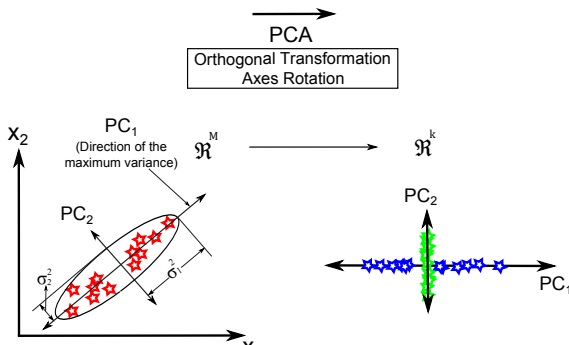 PCA
Orthogonal Transformation
Axes Rotation
PC₁
(Direction of the
maximum variance)
ℜᴹ
ℜᵏ
X₂
PC₂
σ₂²
σ₁²
PC₂
PC₁